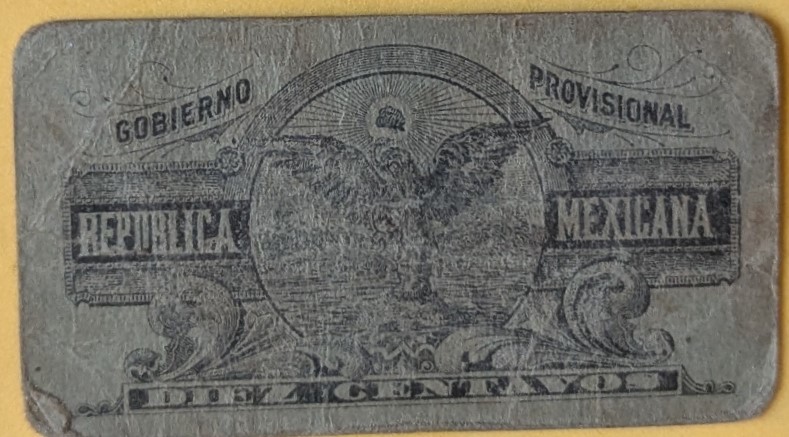 GOBIERNO PROVISIONAL
REPUBLICA MEXICANA
DIEZ CENTAVOS